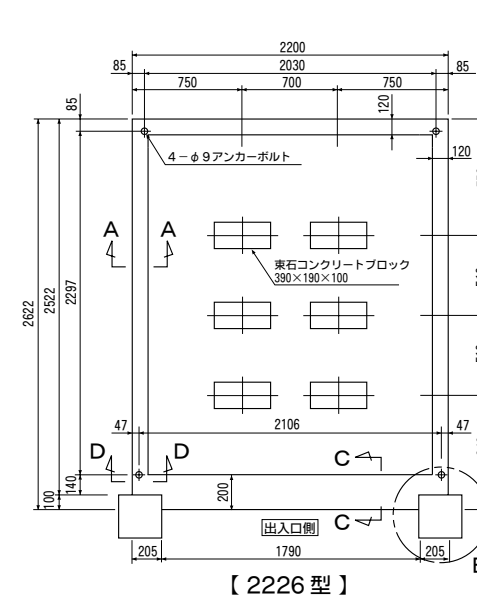 2200
85 2030 85
750 700 750
85
120
4－φ9アンカーボルト
120
A A
束石コンクリートブロック
390×190×100
2622
2522
2297
47 2106 47
D D
C
140
100
200
出入口側
C
205 1790 205
【 2226 型 】